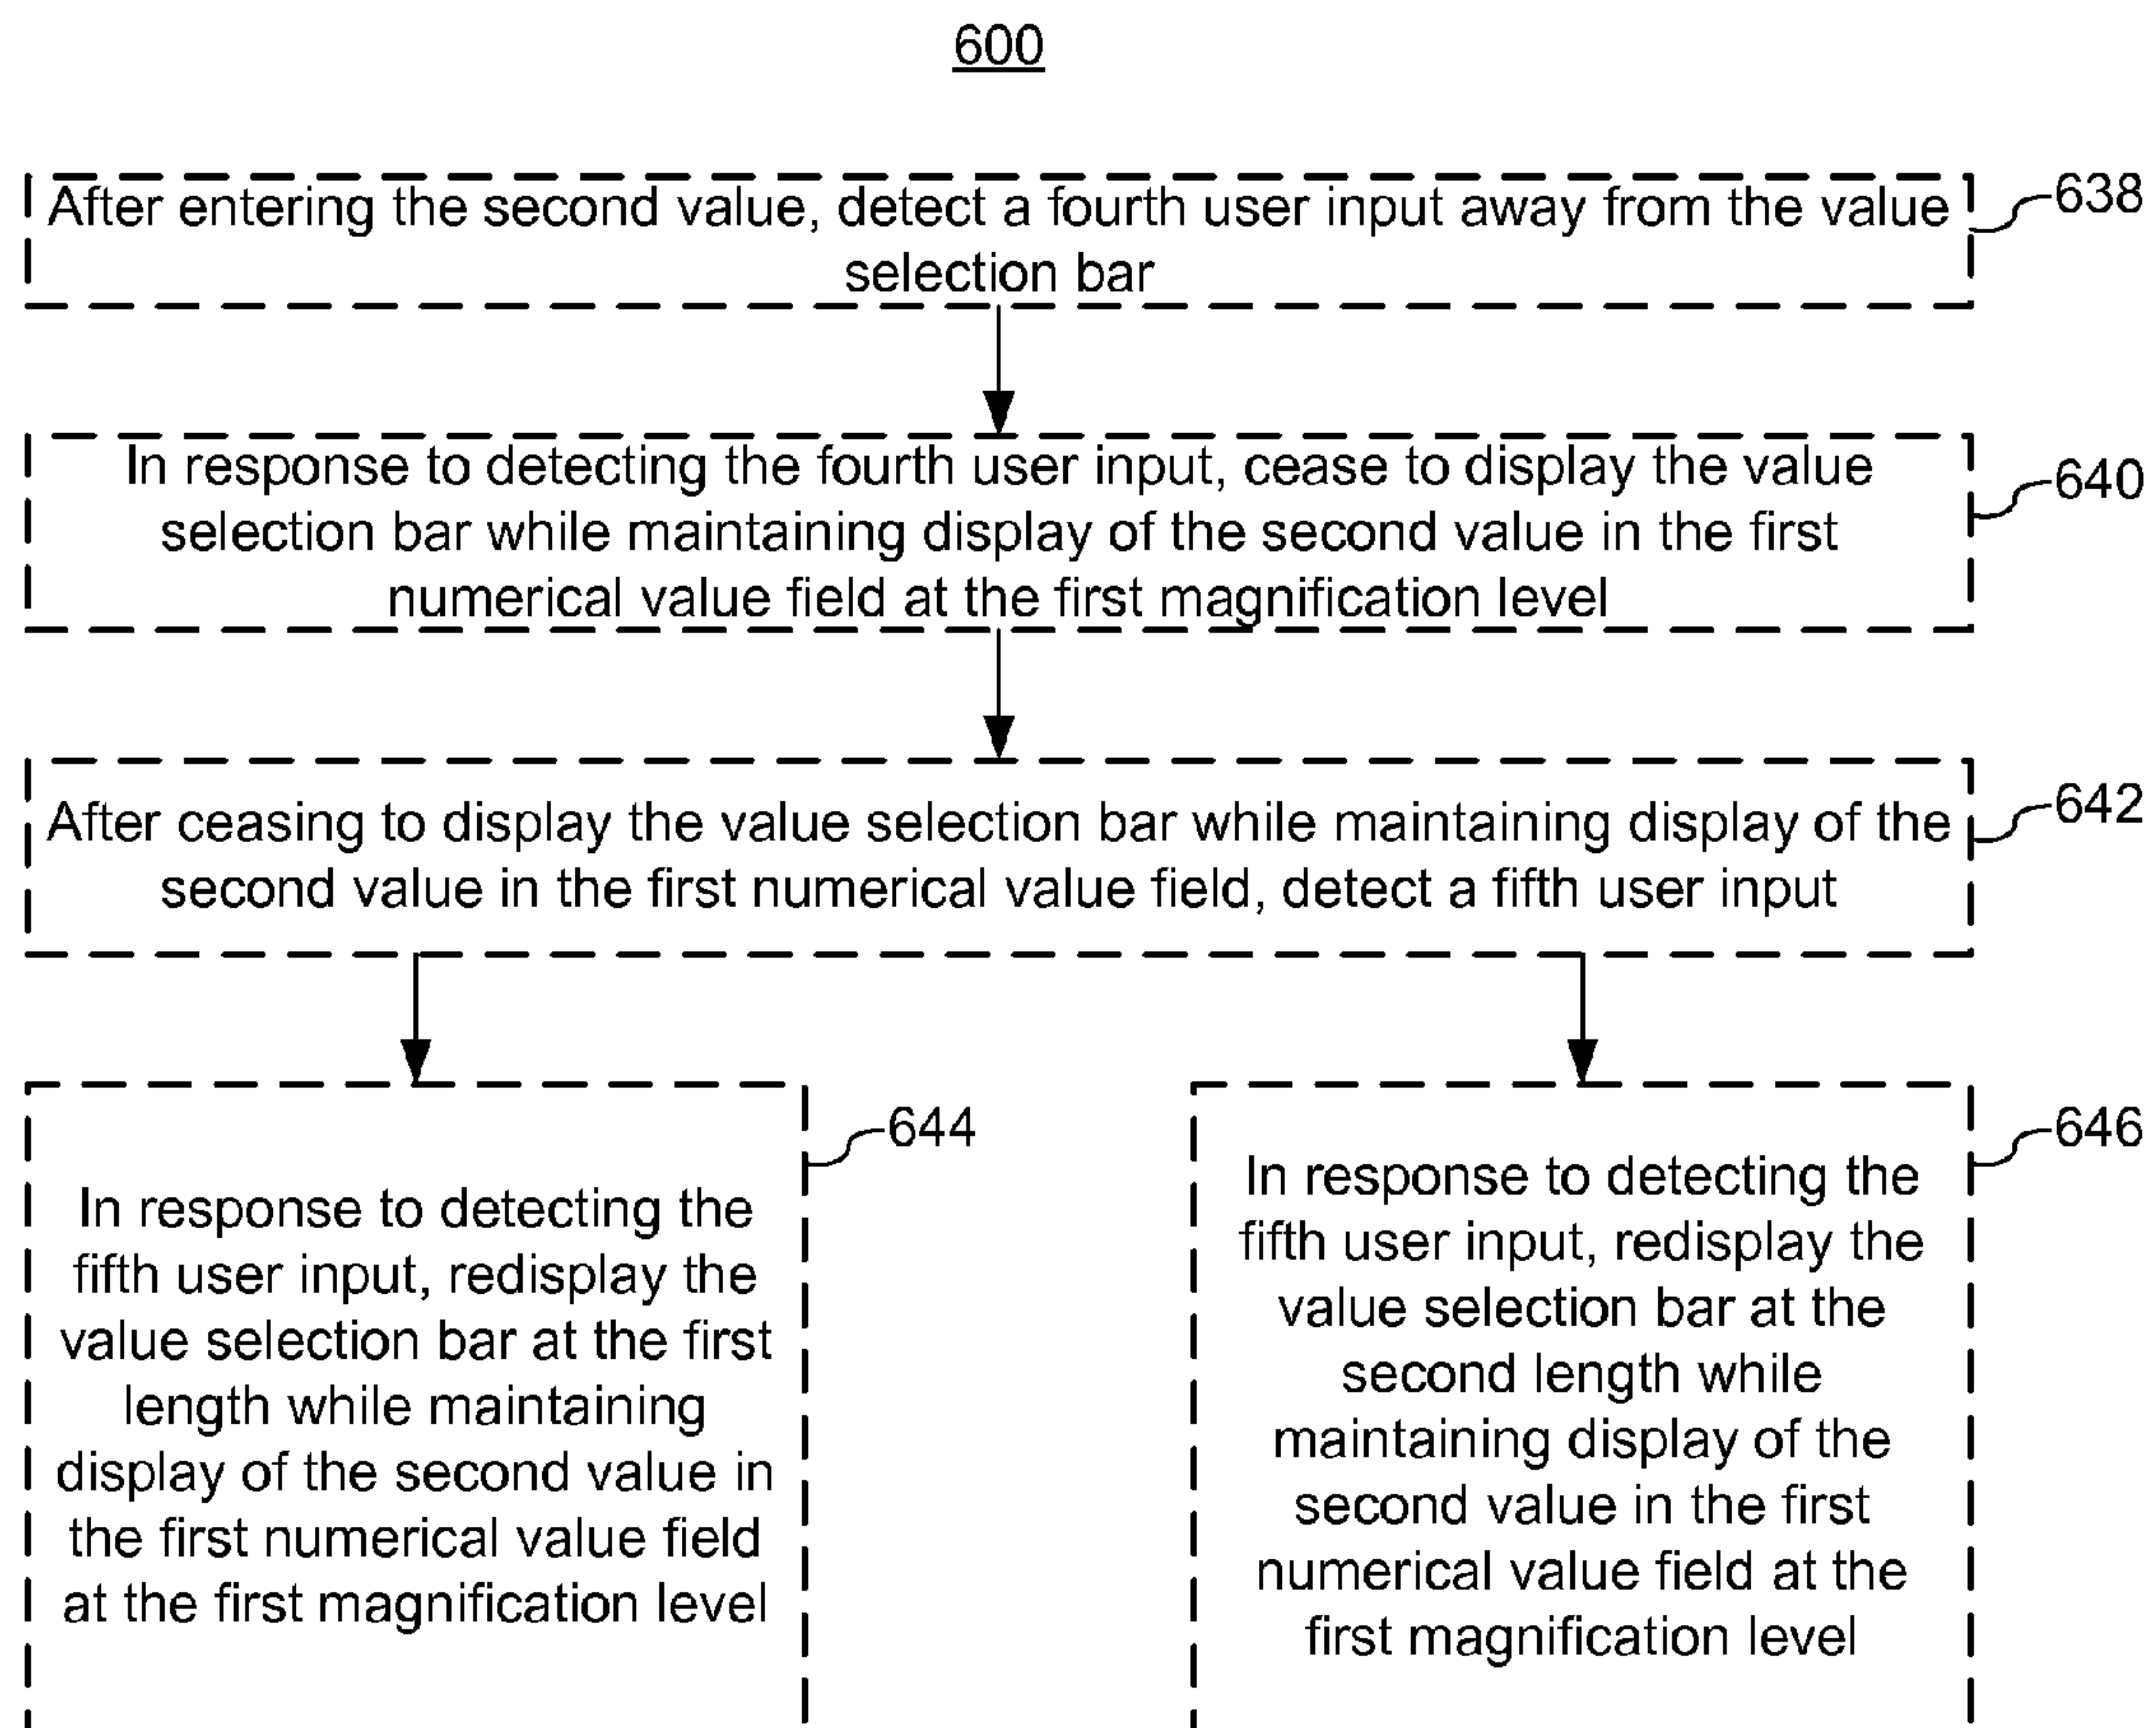 600
After entering the second value, detect a fourth user input away from the value
selection bar
638
In response to detecting the fourth user input, cease to display the value
selection bar while maintaining display of the second value in the first
numerical value field at the first magnification level
640
After ceasing to display the value selection bar while maintaining display of the
second value in the first numerical value field, detect a fifth user input
642
In response to detecting the
fifth user input, redisplay the
value selection bar at the first
length while maintaining
display of the second value in
the first numerical value field
at the first magnification level
644
In response to detecting the
fifth user input, redisplay the
value selection bar at the
second length while
maintaining display of the
second value in the first
numerical value field at the
first magnification level
646